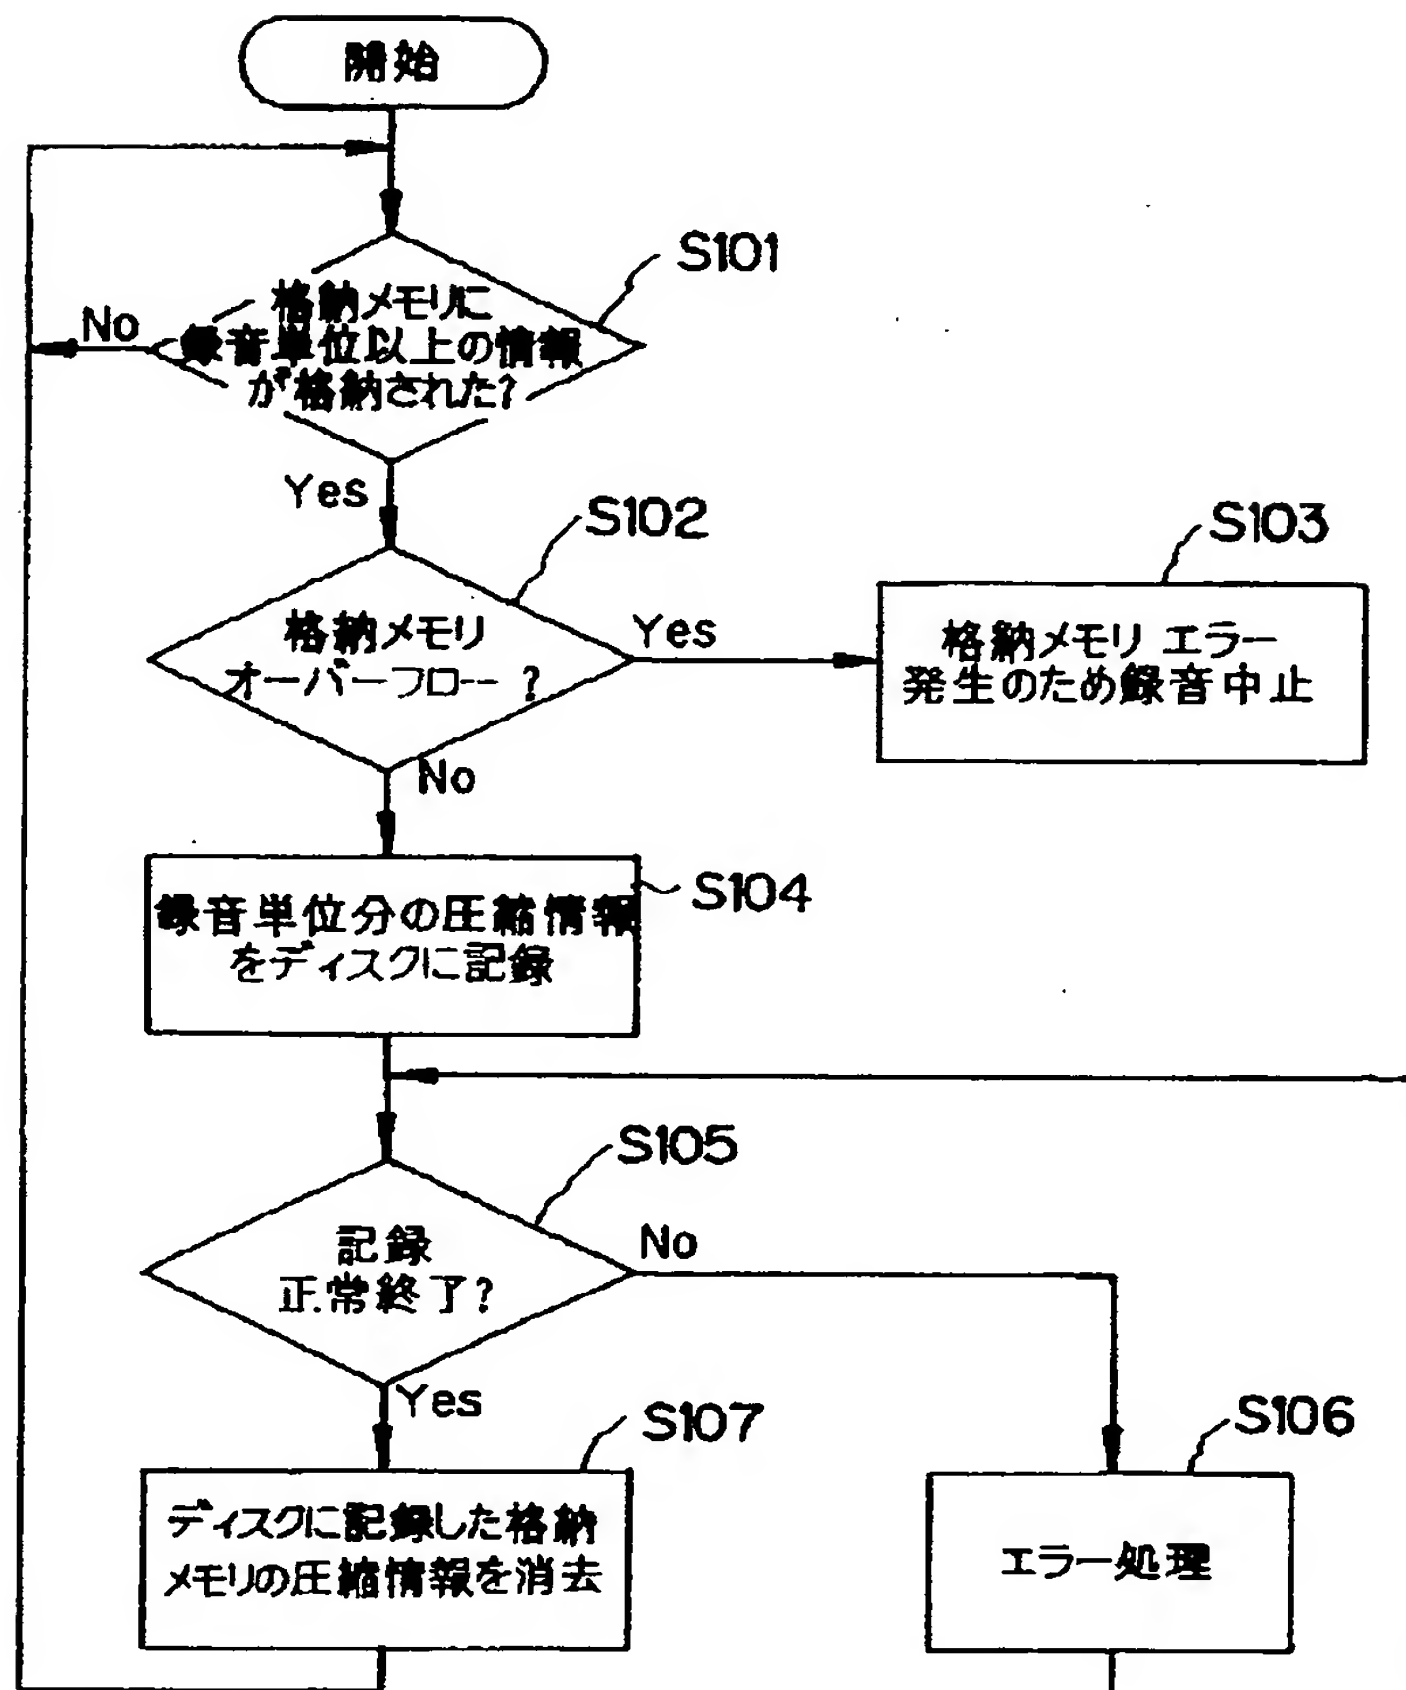 開始
S101
格納メモリに
録音単位以上の情報
が格納された?
No
Yes
S102
格納メモリ
オーバーフロー?
Yes
S103
格納メモリエラー
発生のため録音中止
No
S104
録音単位分の圧縮情報
をディスクに記録
S105
記録
正常終了?
No
Yes
S107
ディスクに記録した格納
メモリの圧縮情報を消去
S106
エラー処理